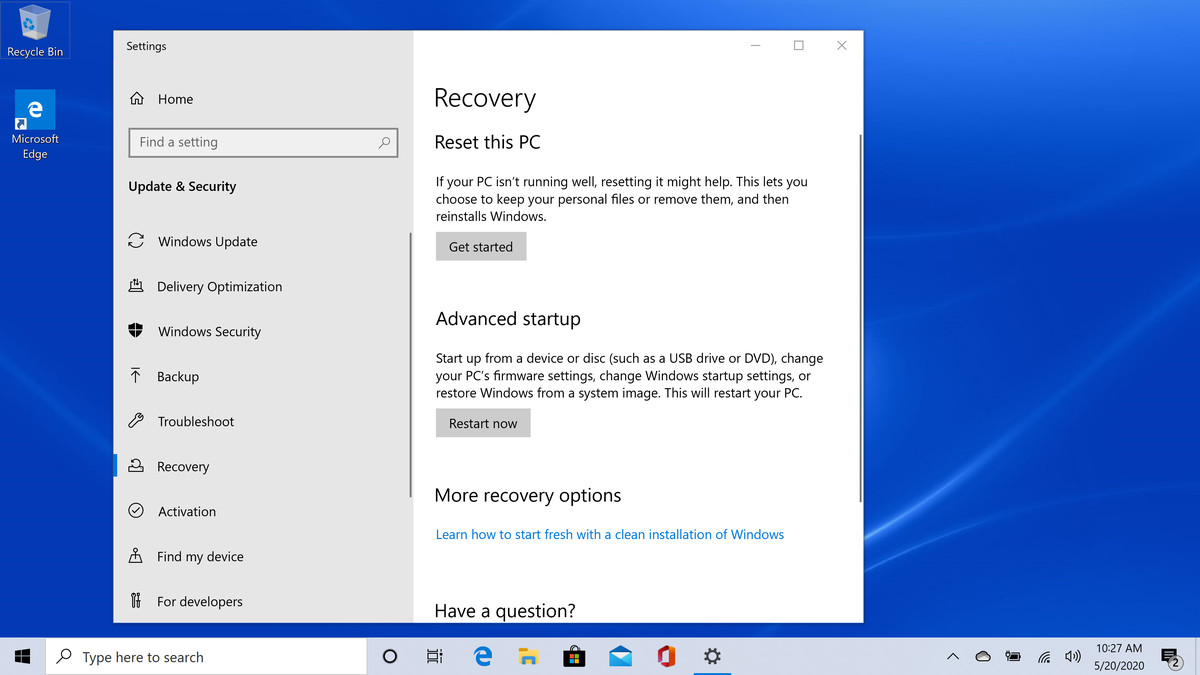 Recycle Bin
Microsoft
Edge
Settings
Home
Find a setting
Update & Security
Windows Update
Delivery Optimization
Windows Security
Backup
Troubleshoot
Recovery
Activation
Find my device
For developers
Recovery
Reset this PC
If your PC isn't running well, resetting it might help. This lets you
choose to keep your personal files or remove them, and then
reinstalls Windows.
Get started
Advanced startup
Start up from a device or disc (such as a USB drive or DVD), change
your PC's firmware settings, change Windows startup settings, or
restore Windows from a system image. This will restart your PC.
Restart now
More recovery options
Learn how to start fresh with a clean installation of Windows
Have a question?
Type here to search
10:27 AM
5/20/2020
2